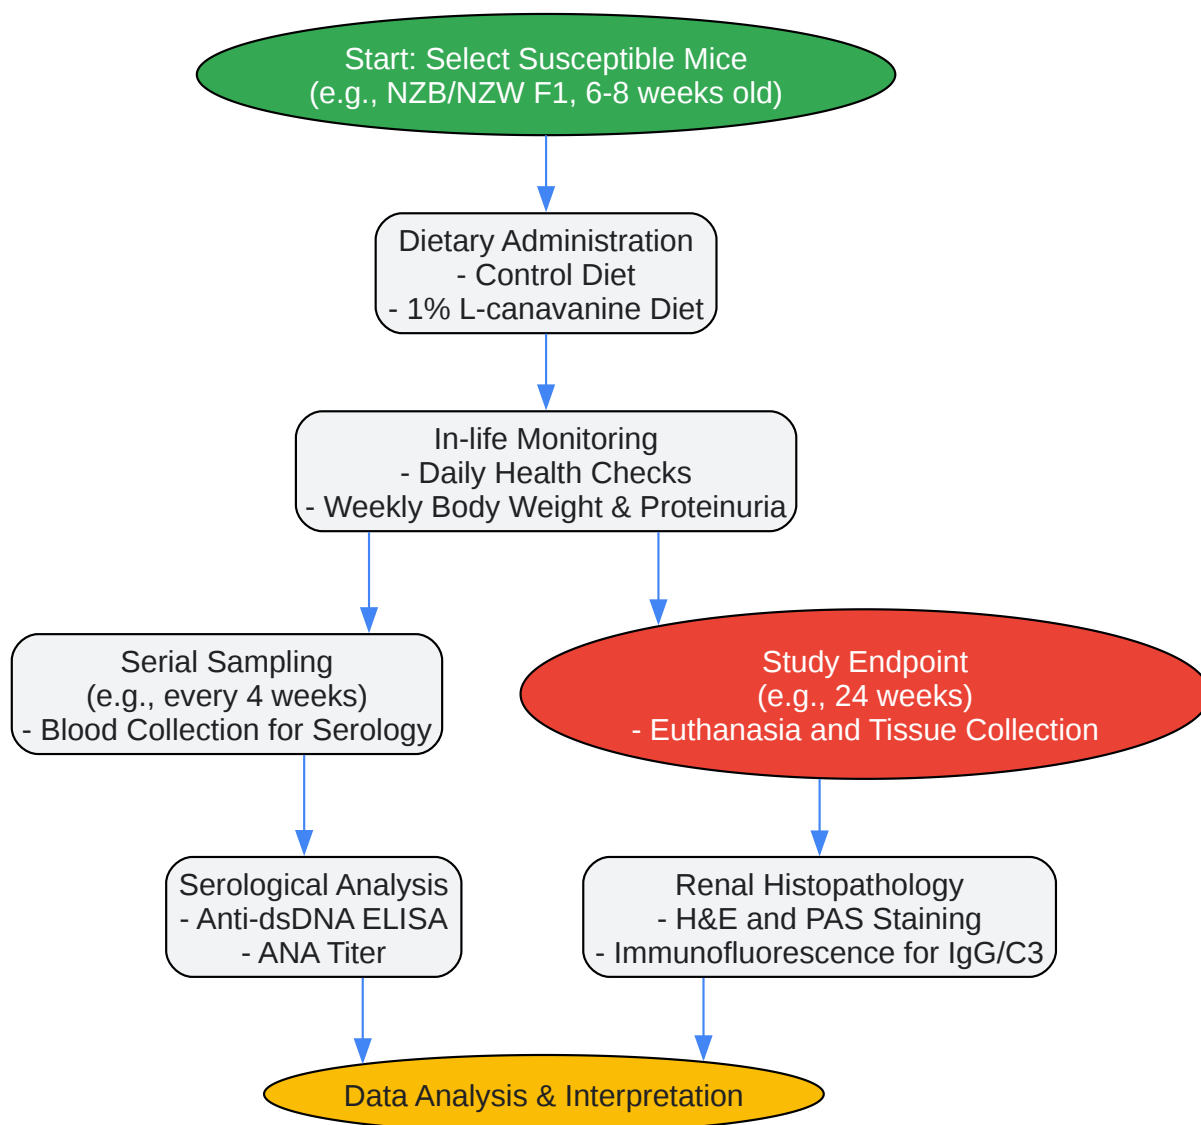 Start: Select Susceptible Mice
(e.g., NZB/NZW F1, 6-8 weeks old)
Dietary Administration
- Control Diet
- 1% L-canavanine Diet
In-life Monitoring
- Daily Health Checks
- Weekly Body Weight & Proteinuria
Serial Sampling
(e.g., every 4 weeks)
- Blood Collection for Serology
Study Endpoint
(e.g., 24 weeks)
- Euthanasia and Tissue Collection
Serological Analysis
- Anti-dsDNA ELISA
- ANA Titer
Renal Histopathology
- H&E and PAS Staining
- Immunofluorescence for IgG/C3
Data Analysis & Interpretation